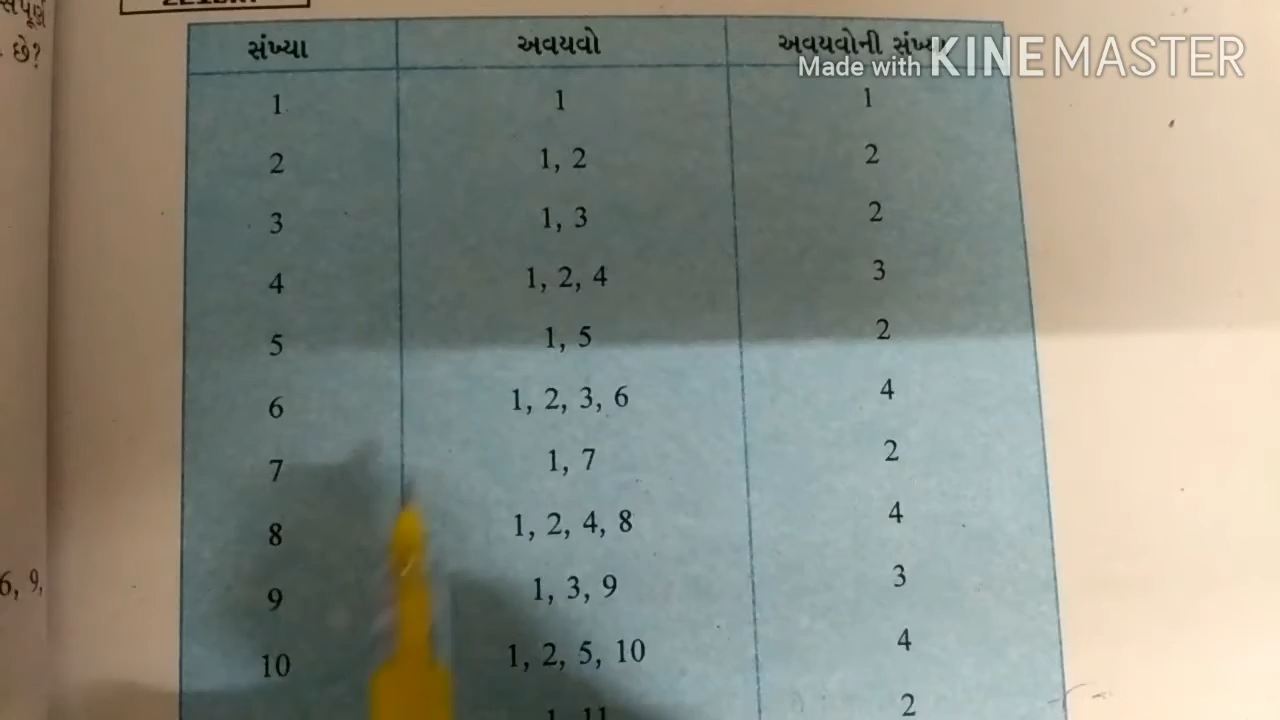 છે?
સંખ્યા અવયવો અવયવોની
Made with KINEMASTER
1 1 1
2 1, 2 2
3 1, 3 2
4 1, 2, 4 3
5 1, 5 2
6 1, 2, 3, 6 4
7 1, 7 2
8 1, 2, 4, 8 4
6, 9,
9 1, 3, 9 3
10 1, 2, 5, 10 4
1, 11 2